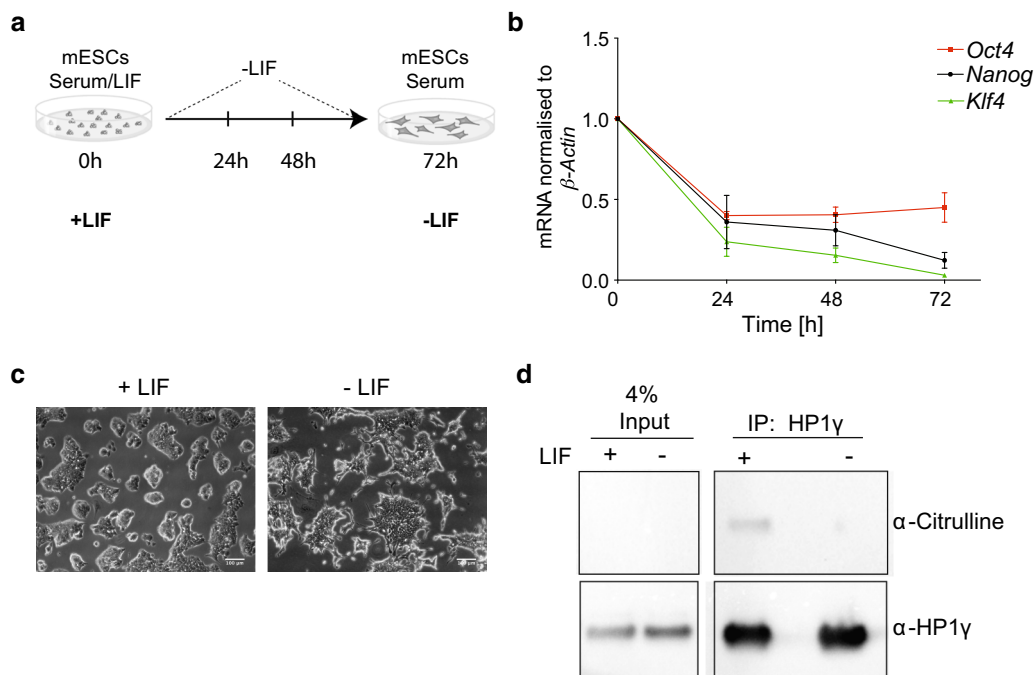 a
mESCs
Serum/LIF
-LIF
mESCs
Serum
0h
24h
48h
72h
+LIF
-LIF
b
mRNA normalised to
β-Actin
1.5
1.0
0.5
0.0
0
24
48
72
Time [h]
Oct4
Nanog
Klf4
c
+ LIF
- LIF
100 µm
d
4%
Input
IP: HP1γ
LIF + - + -
α-Citrulline
α-HP1γ